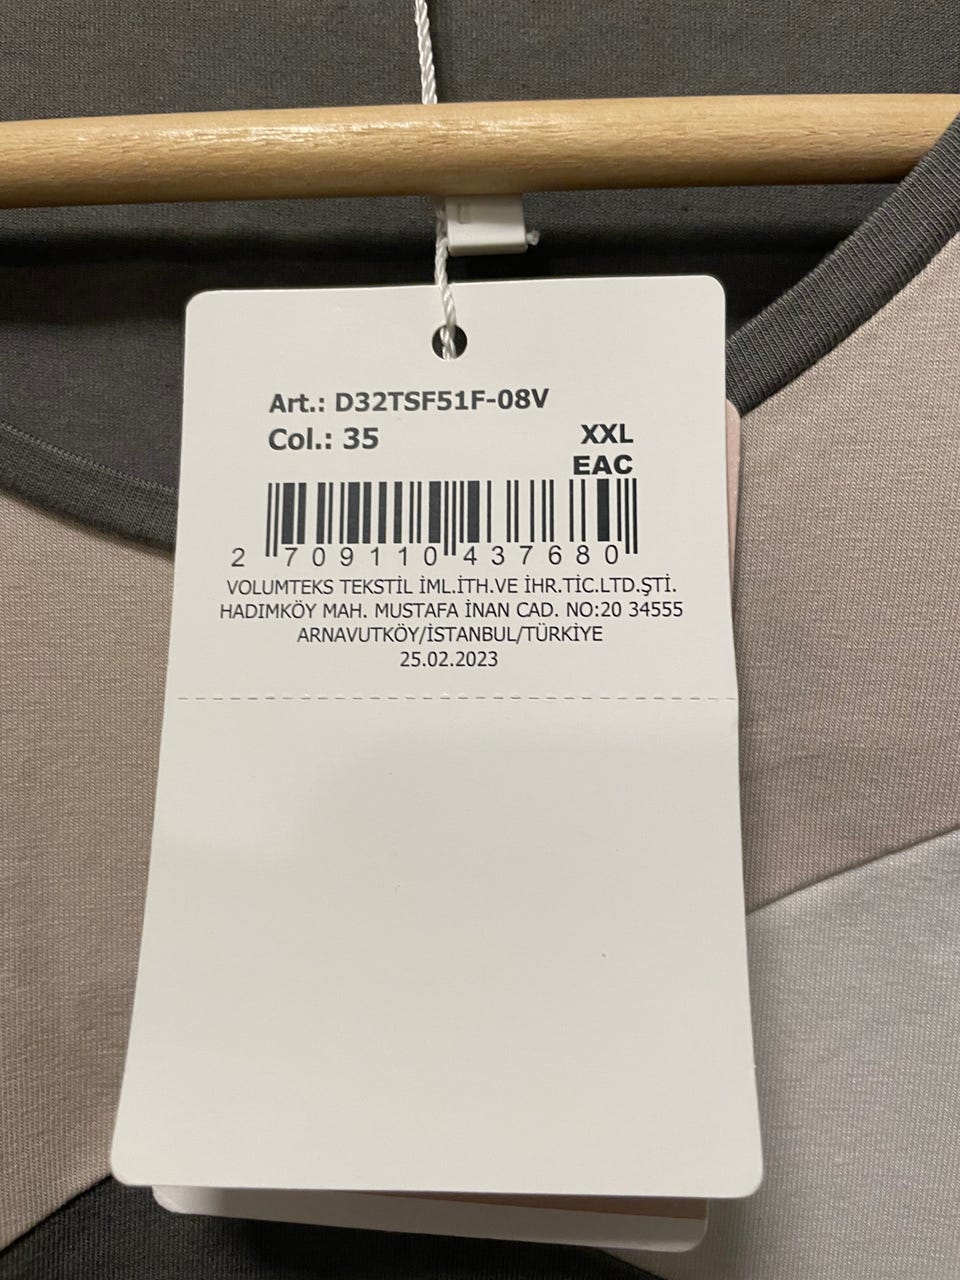 Art.: D32TSF51F-08V
Col.: 35
XXL
EAC
2 709110 437680
VOLUMTEKS TEKSTİL İML.İTH.VE İHR.TİC.LTD.ŞTİ.
HADIMKÖY MAH. MUSTAFA İNAN CAD. NO:20 34555
ARNAVUTKÖY/İSTANBUL/TÜRKİYE
25.02.2023